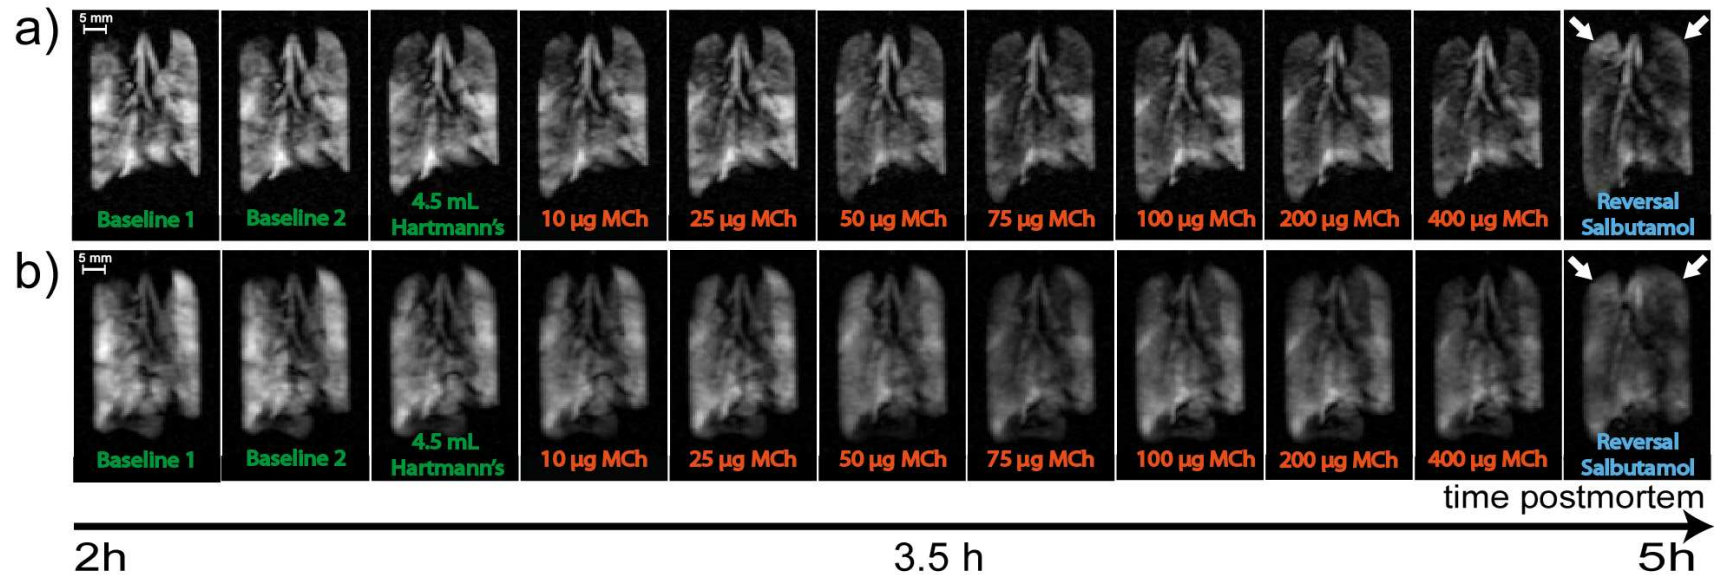 a)
5 mm
Baseline 1
Baseline 2
4.5 mL
Hartmann's
10 µg MCh
25 µg MCh
50 µg MCh
75 µg MCh
100 µg MCh
200 µg MCh
400 µg MCh
Reversal
Salbutamol
b)
5 mm
Baseline 1
Baseline 2
4.5 mL
Hartmann's
10 µg MCh
25 µg MCh
50 µg MCh
75 µg MCh
100 µg MCh
200 µg MCh
400 µg MCh
Reversal
Salbutamol
time postmortem
2h
3.5 h
5h